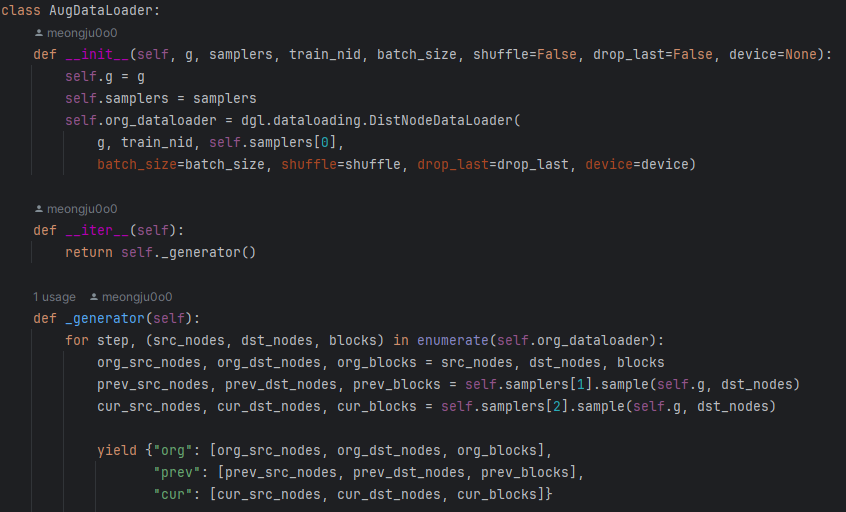 class AugDataLoader:
meongju0o0
    def __init__(self, g, samplers, train_nid, batch_size, shuffle=False, drop_last=False, device=None):
        self.g = g
        self.samplers = samplers
        self.org_dataloader = dgl.dataloading.DistNodeDataLoader(
            g, train_nid, self.samplers[0],
            batch_size=batch_size, shuffle=shuffle, drop_last=drop_last, device=device)
meongju0o0
    def __iter__(self):
        return self._generator()
1 usage meongju0o0
    def _generator(self):
        for step, (src_nodes, dst_nodes, blocks) in enumerate(self.org_dataloader):
            org_src_nodes, org_dst_nodes, org_blocks = src_nodes, dst_nodes, blocks
            prev_src_nodes, prev_dst_nodes, prev_blocks = self.samplers[1].sample(self.g, dst_nodes)
            cur_src_nodes, cur_dst_nodes, cur_blocks = self.samplers[2].sample(self.g, dst_nodes)
            yield {"org": [org_src_nodes, org_dst_nodes, org_blocks],
                   "prev": [prev_src_nodes, prev_dst_nodes, prev_blocks],
                   "cur": [cur_src_nodes, cur_dst_nodes, cur_blocks]}